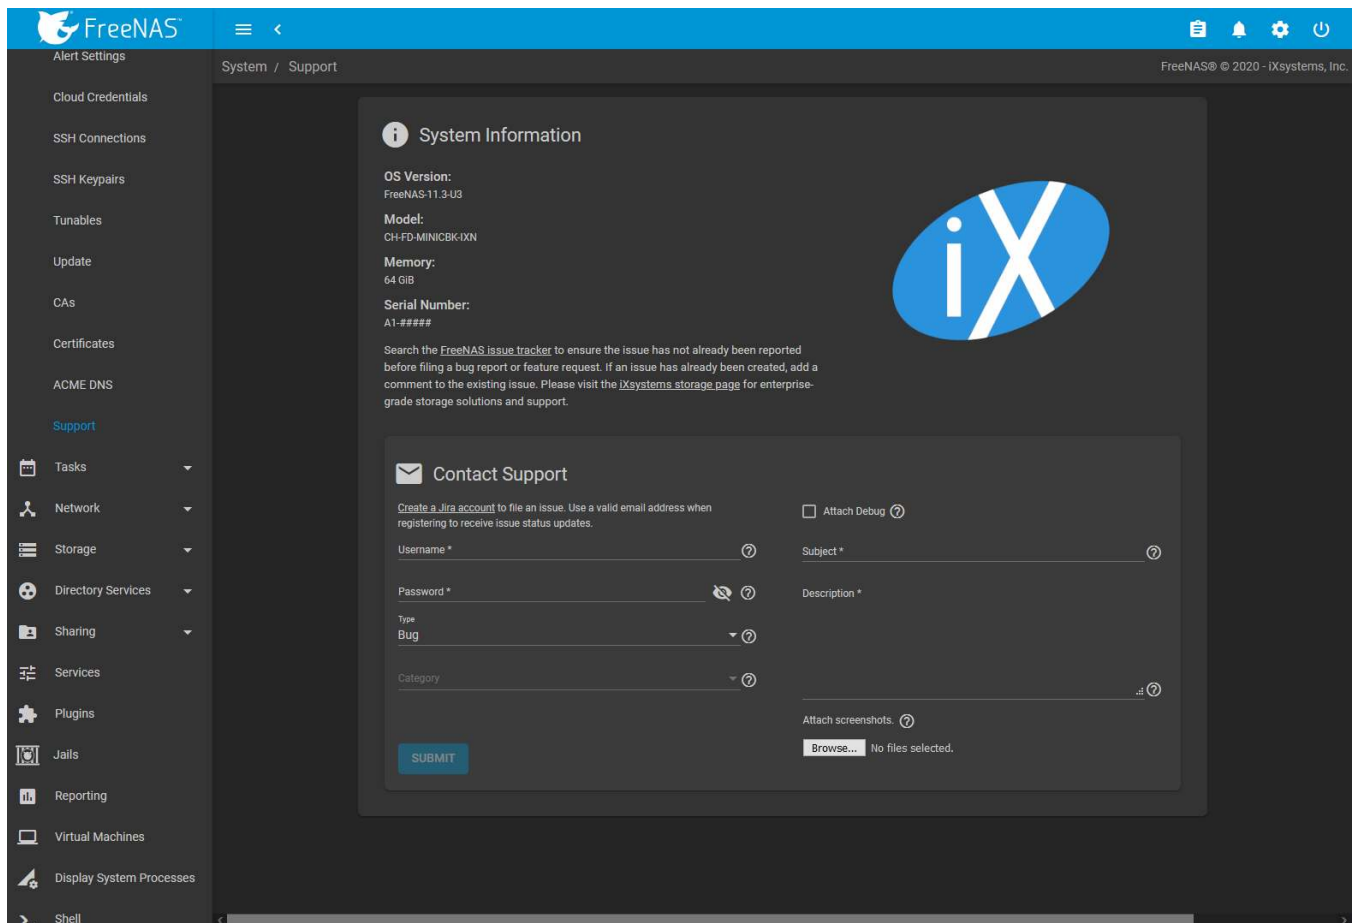 FreeNAS
System / Support
FreeNAS® © 2020 - iXsystems, Inc.
Alert Settings
Cloud Credentials
SSH Connections
SSH Keypairs
Tunables
Update
CAs
Certificates
ACME DNS
Support
Tasks
Network
Storage
Directory Services
Sharing
Services
Plugins
Jails
Reporting
Virtual Machines
Display System Processes
Shell
System Information
OS Version:
FreeNAS-11.3-U3
Model:
CH-FD-MINICBK-IXN
Memory:
64 GiB
Serial Number:
A1-#####
Search the FreeNAS issue tracker to ensure the issue has not already been reported
before filing a bug report or feature request. If an issue has already been created, add a
comment to the existing issue. Please visit the iXsystems storage page for enterprise-
grade storage solutions and support.
iX
Contact Support
Create a Jira account to file an issue. Use a valid email address when
registering to receive issue status updates.
Username *
Password *
Type
Bug
Category
SUBMIT
Attach Debug
Subject *
Description *
Attach screenshots.
Browse... No files selected.